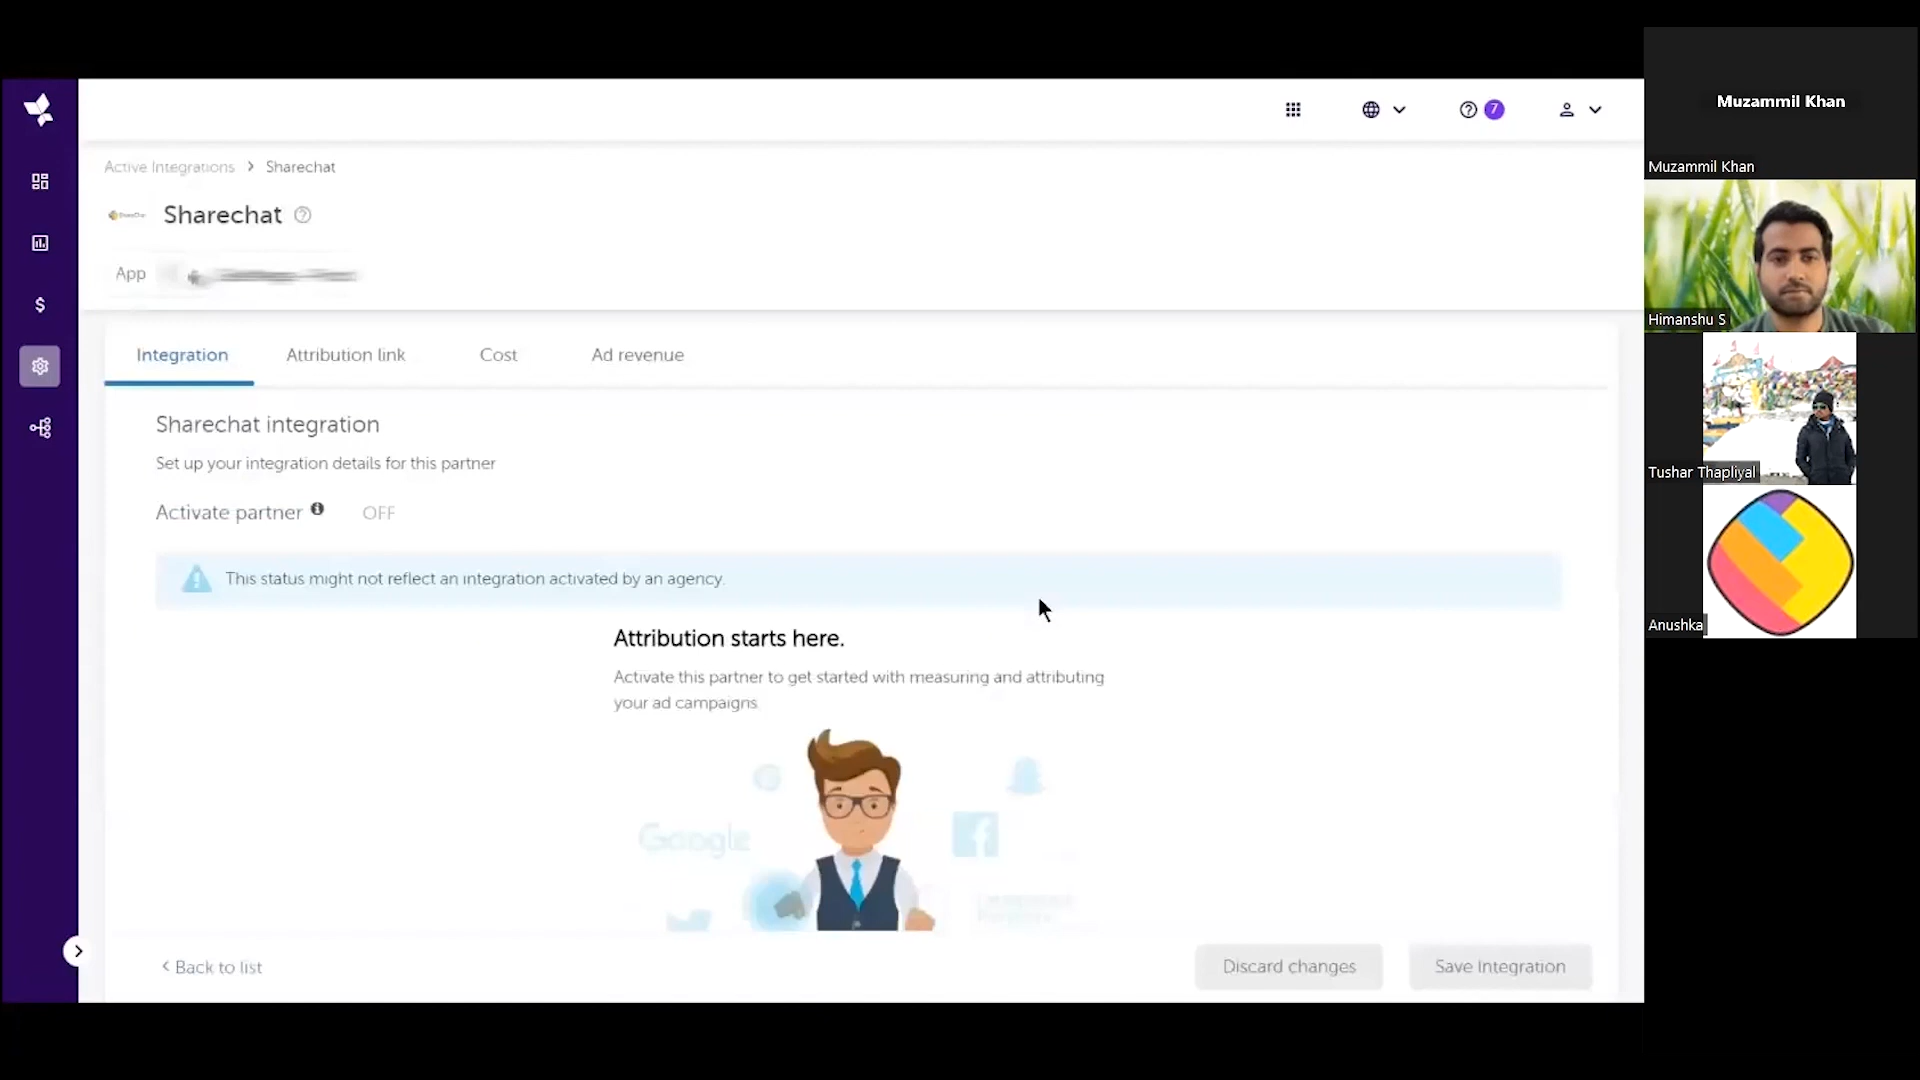 7
Active Integrations > Sharechat
Sharechat
App
Integration
Attribution link
Cost
Ad revenue
Sharechat integration
Set up your integration details for this partner
Activate partner
OFF
This status might not reflect an integration activated by an agency.
Attribution starts here.
Activate this partner to get started with measuring and attributing
your ad campaigns
Google
Back to list
Discard changes
Save Integration
Muzammil Khan
Muzammil Khan
Himanshu S
Tushar Thapliyal
Anushka